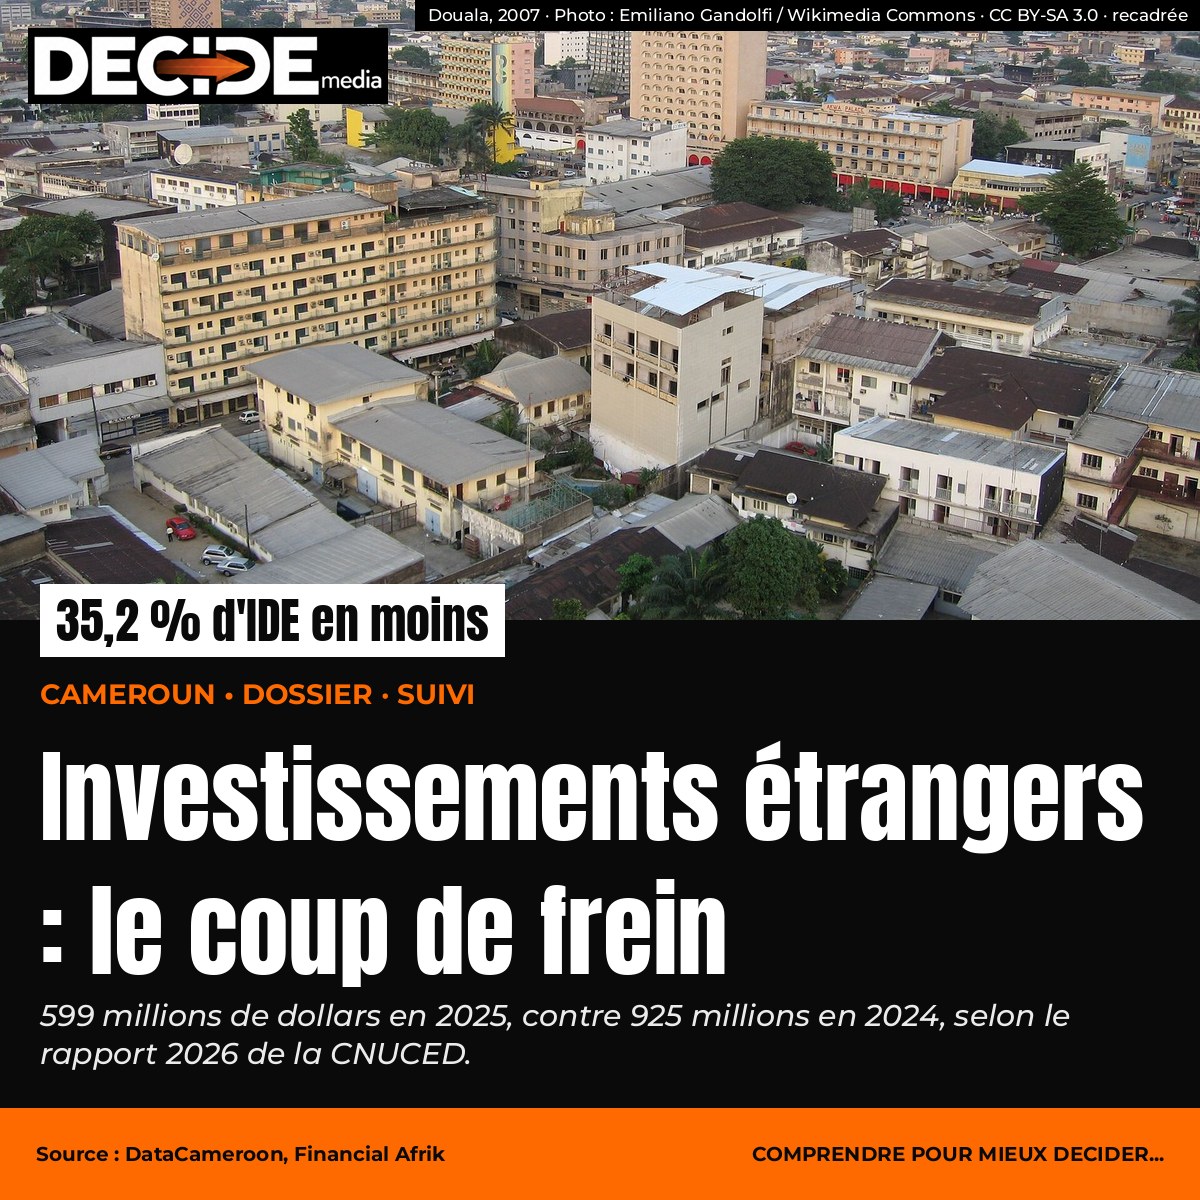 Douala, 2007 · Photo : Emiliano Gandolfi / Wikimedia Commons · CC BY-SA 3.0 · recadrée
DECIDE media
35,2 % d'IDE en moins
CAMEROUN • DOSSIER · SUIVI
Investissements étrangers
: le coup de frein
599 millions de dollars en 2025, contre 925 millions en 2024, selon le
rapport 2026 de la CNUCED.
Source : DataCameroon, Financial Afrik
COMPRENDRE POUR MIEUX DECIDER...